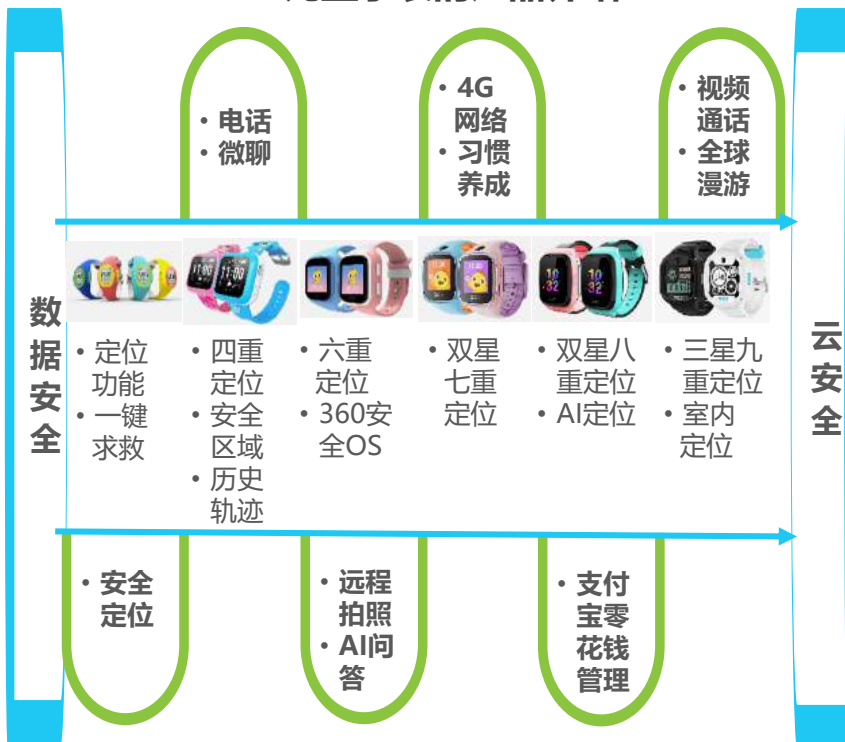 • 电话
• 微聊
• 4G
网络
• 习惯
养成
• 视频
通话
• 全球
漫游
数
据
安
全
• 定位
功能
• 一键
求救
• 四重
定位
• 安全
区域
• 历史
轨迹
• 六重
定位
• 360安
全OS
• 双星
七重
定位
• 双星八
重定位
• AI定位
• 三星九
重定位
• 室内
定位
云
安
全
• 安全
定位
• 远程
拍照
• AI问
答
• 支付
宝零
花钱
管理